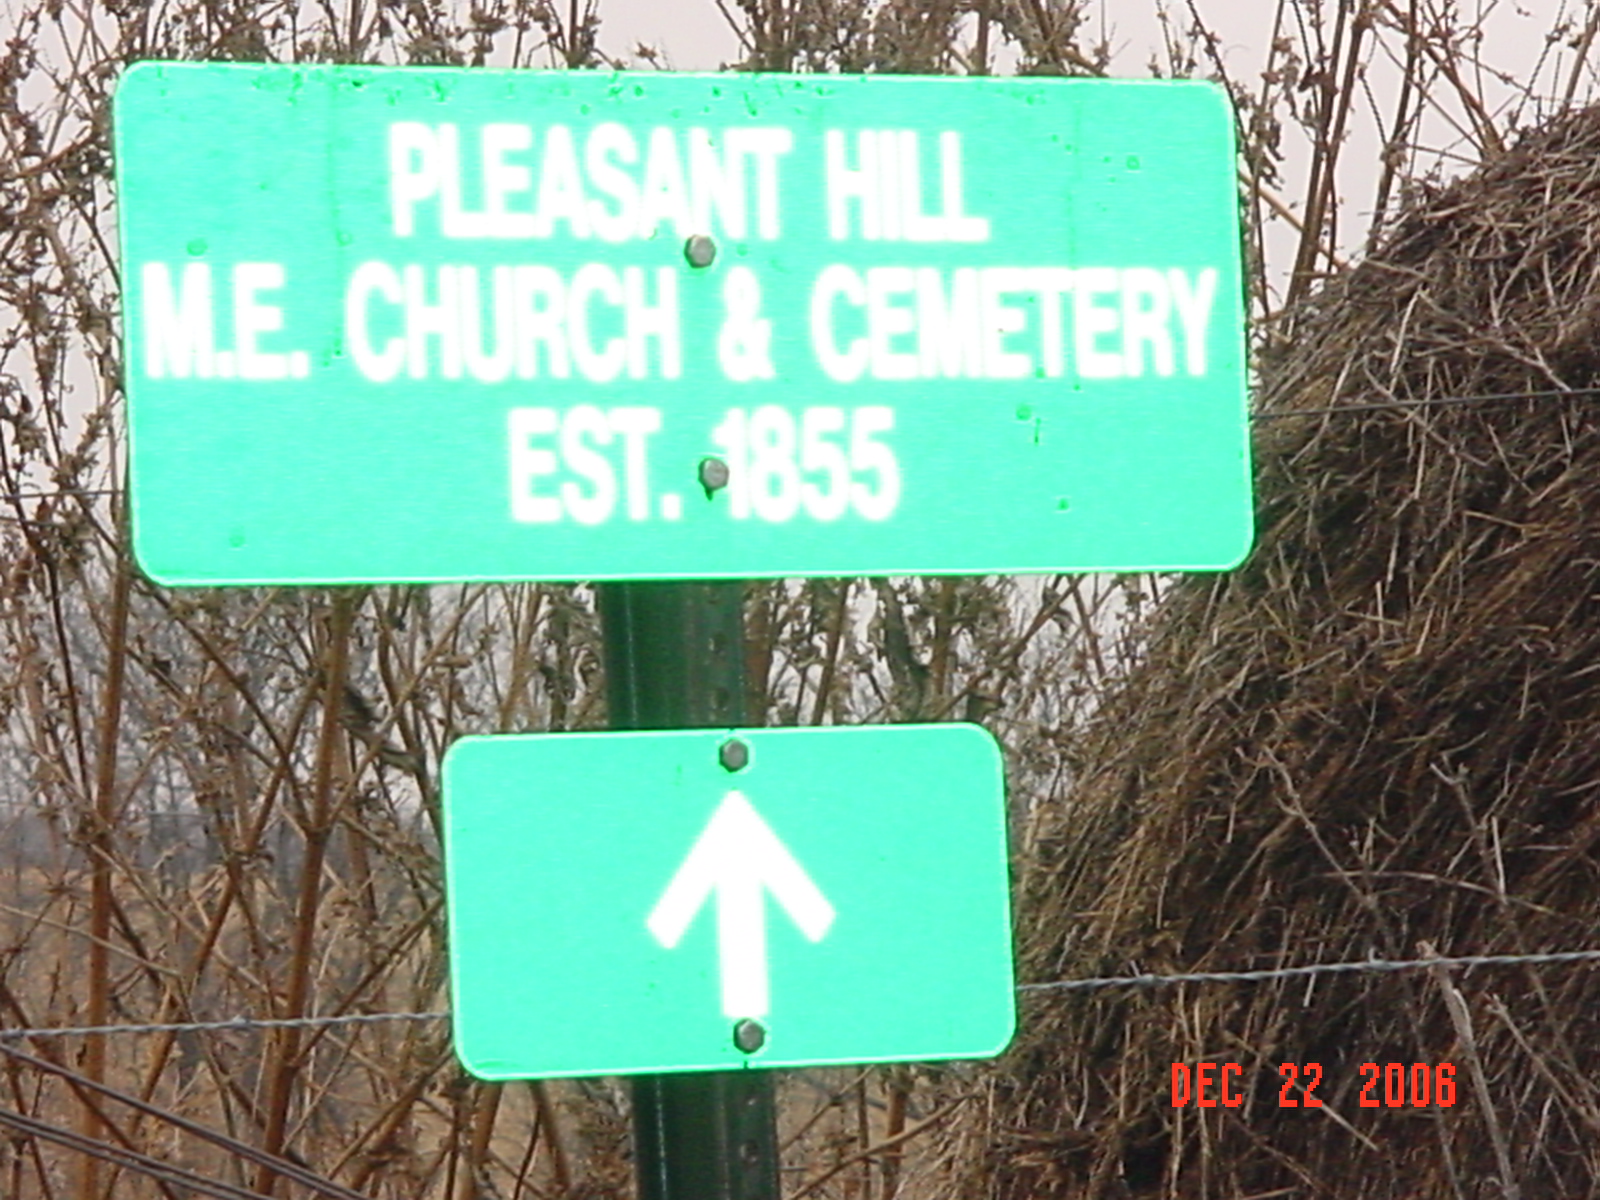 PLEASANT HILL
M.E. CHURCH & CEMETERY
EST. 1855
DEC 22 2006